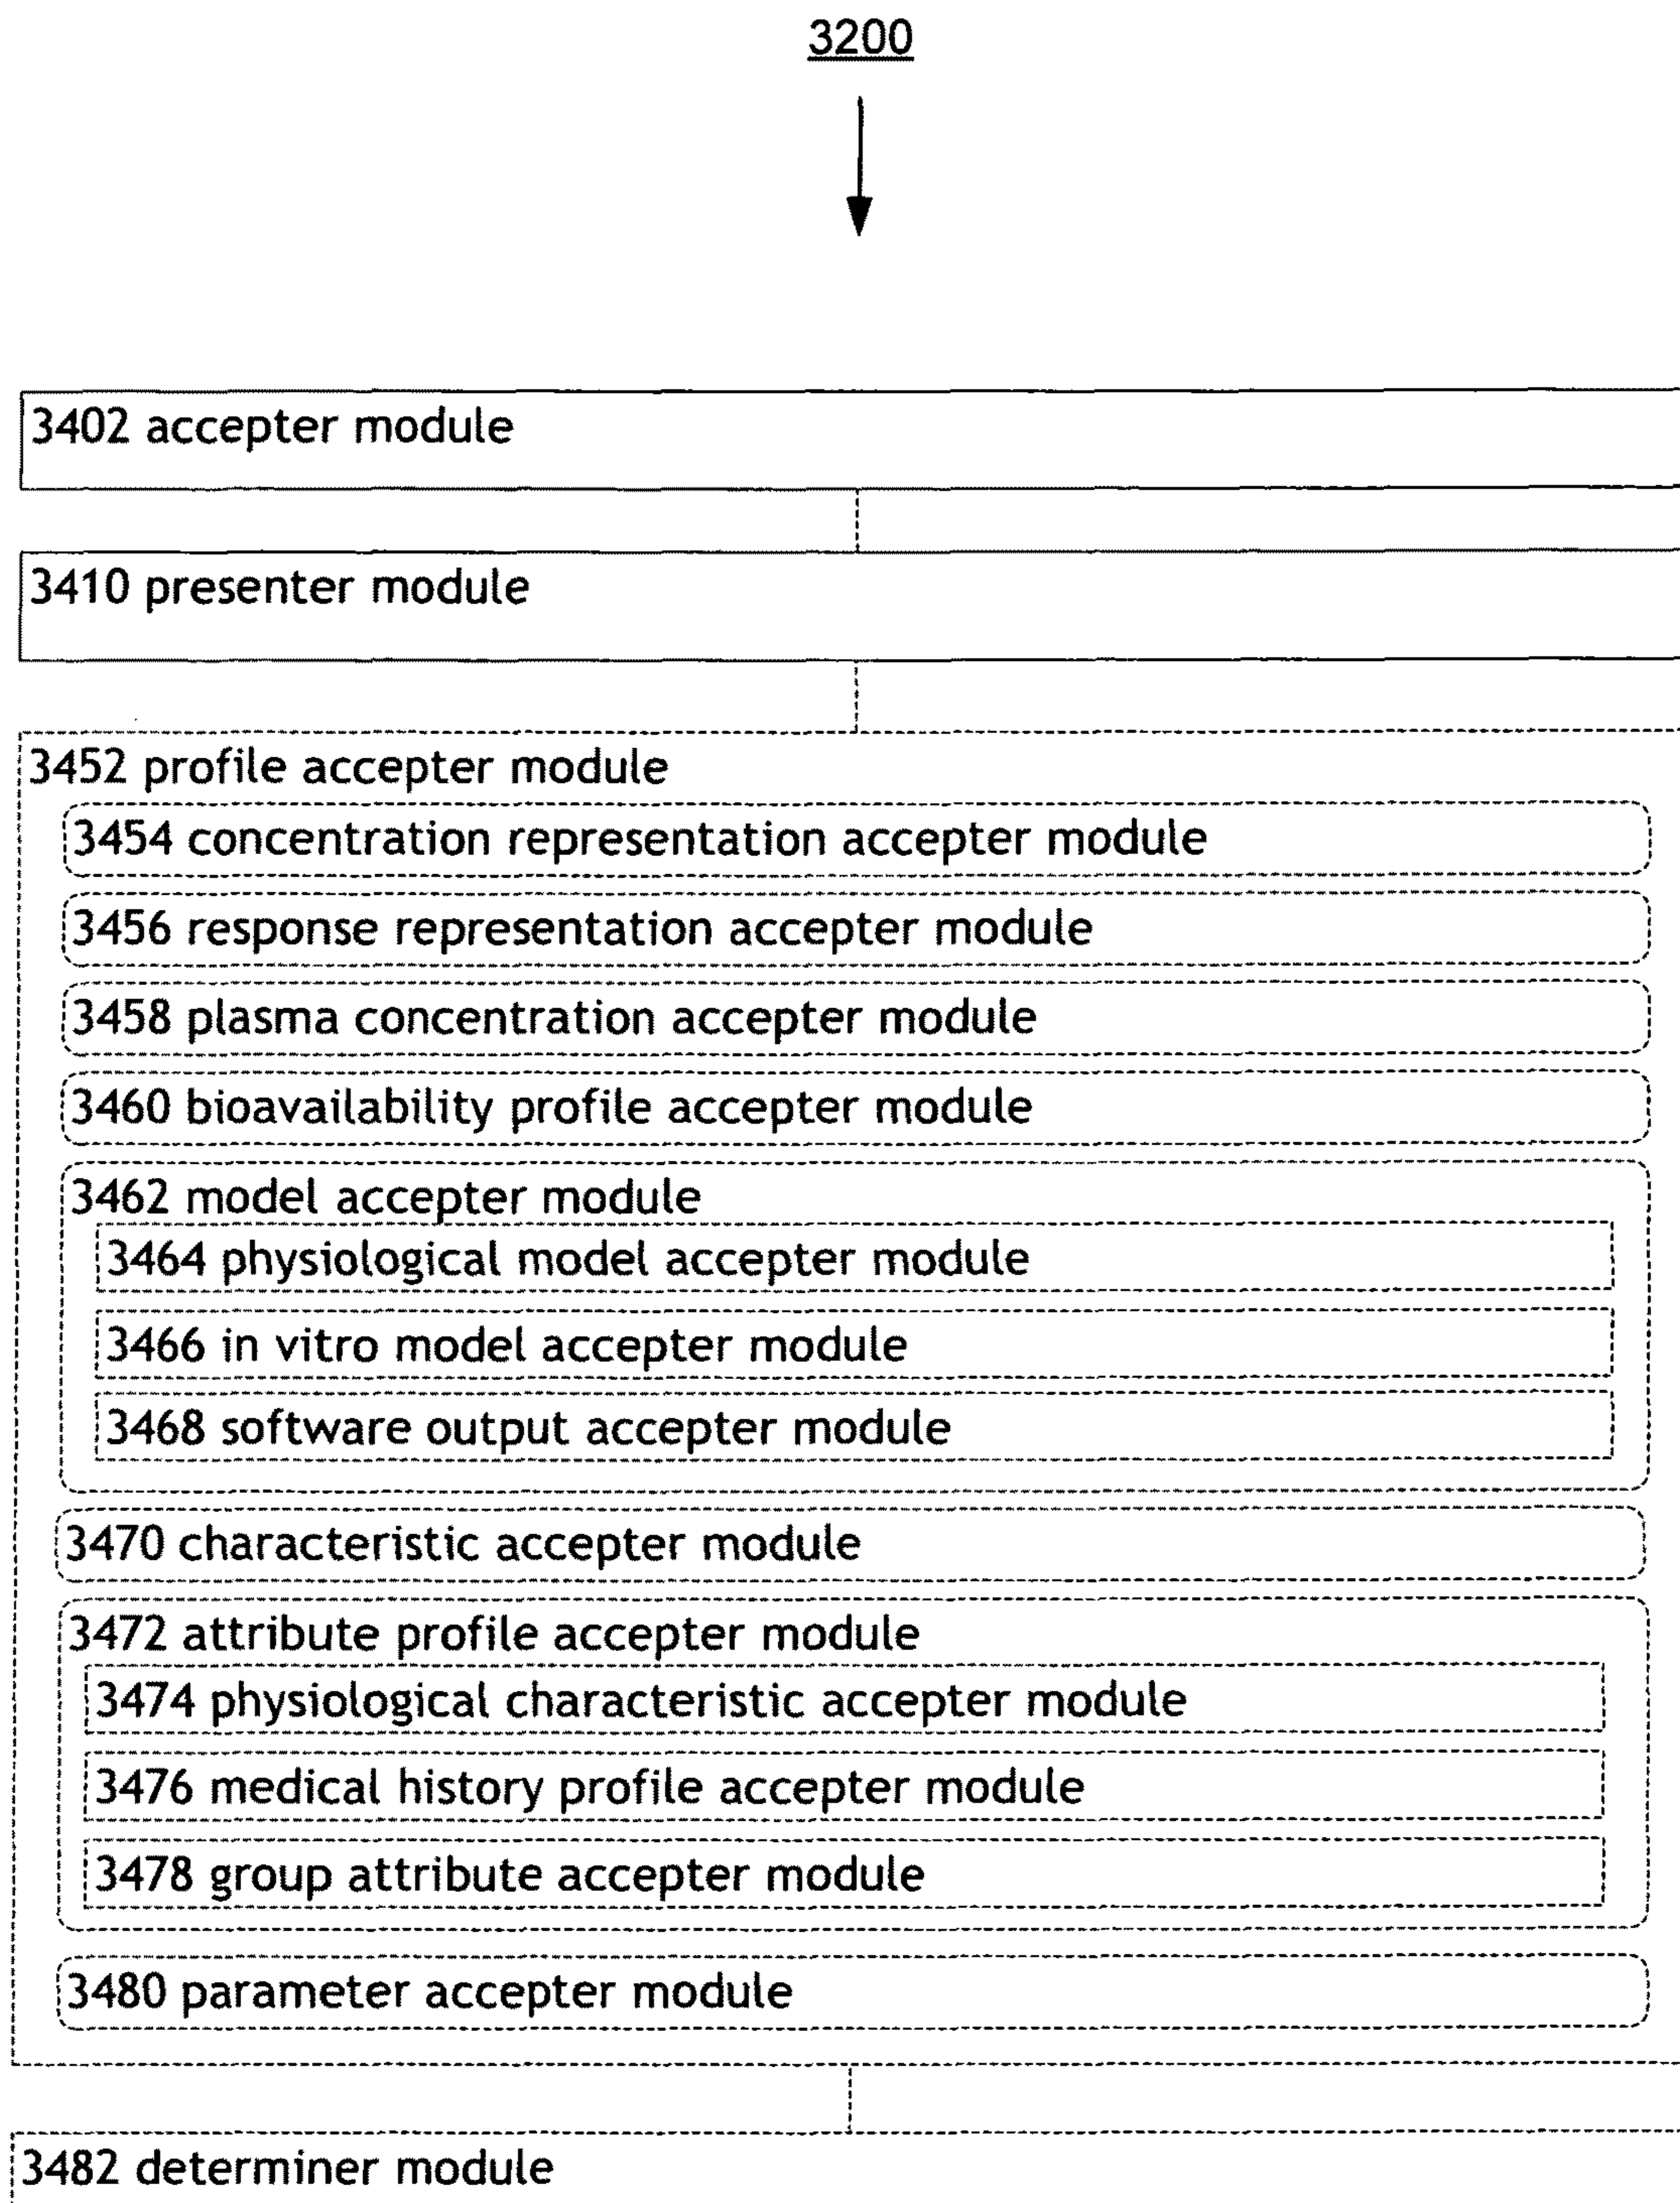 3200
3402 accepter module
3410 presenter module
3452 profile accepter module
3454 concentration representation accepter module
3456 response representation accepter module
3458 plasma concentration accepter module
3460 bioavailability profile accepter module
3462 model accepter module
3464 physiological model accepter module
3466 in vitro model accepter module
3468 software output accepter module
3470 characteristic accepter module
3472 attribute profile accepter module
3474 physiological characteristic accepter module
3476 medical history profile accepter module
3478 group attribute accepter module
3480 parameter accepter module
3482 determiner module